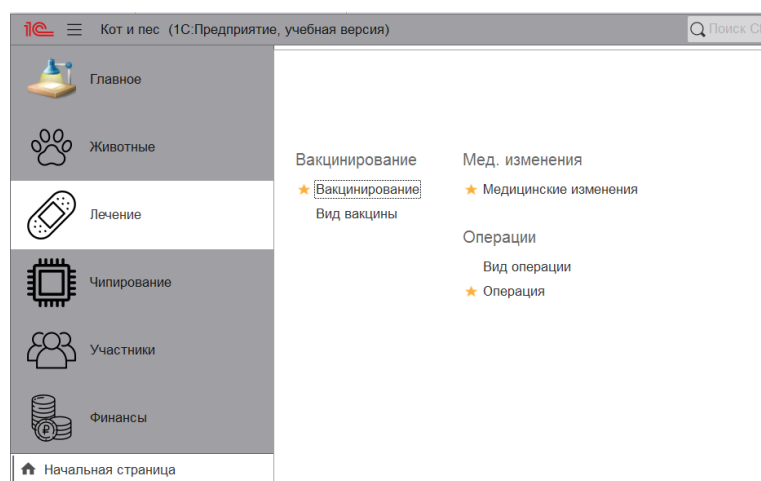 1С Кот и пес (1С:Предприятие, учебная версия)
Поиск C
Главное
Животные
Лечение
Чипирование
Участники
Финансы
Начальная страница
Вакцинирование
Вакцинирование
Вид вакцины
Мед. изменения
Медицинские изменения
Операции
Вид операции
Операция